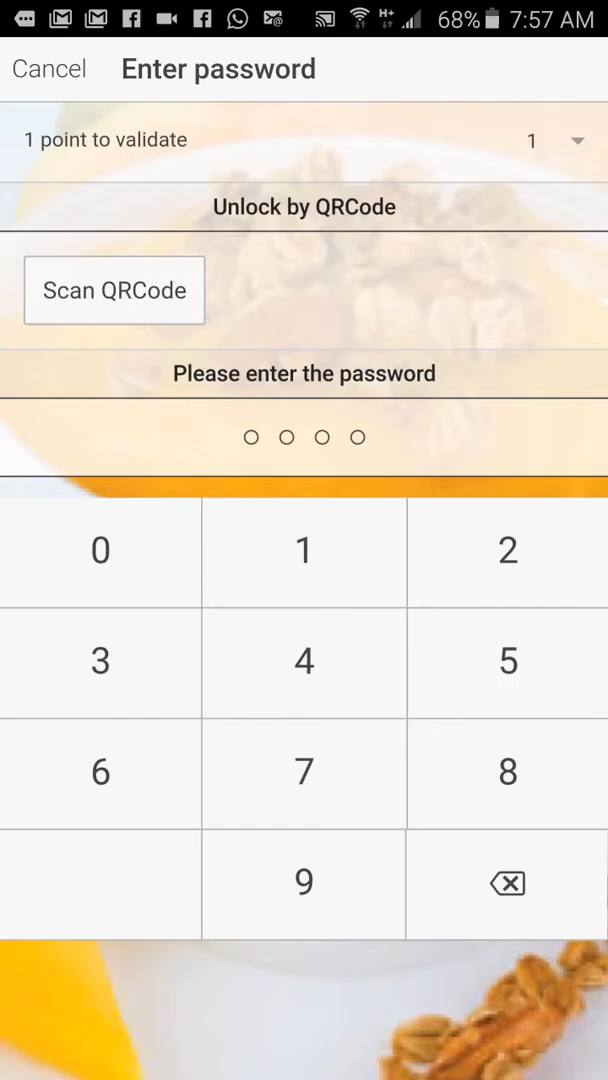 H+ 68% 7:57 AM
Cancel Enter password
1 point to validate 1
Unlock by QRCode
Scan QRCode
Please enter the password
0 1 2
3 4 5
6 7 8
9